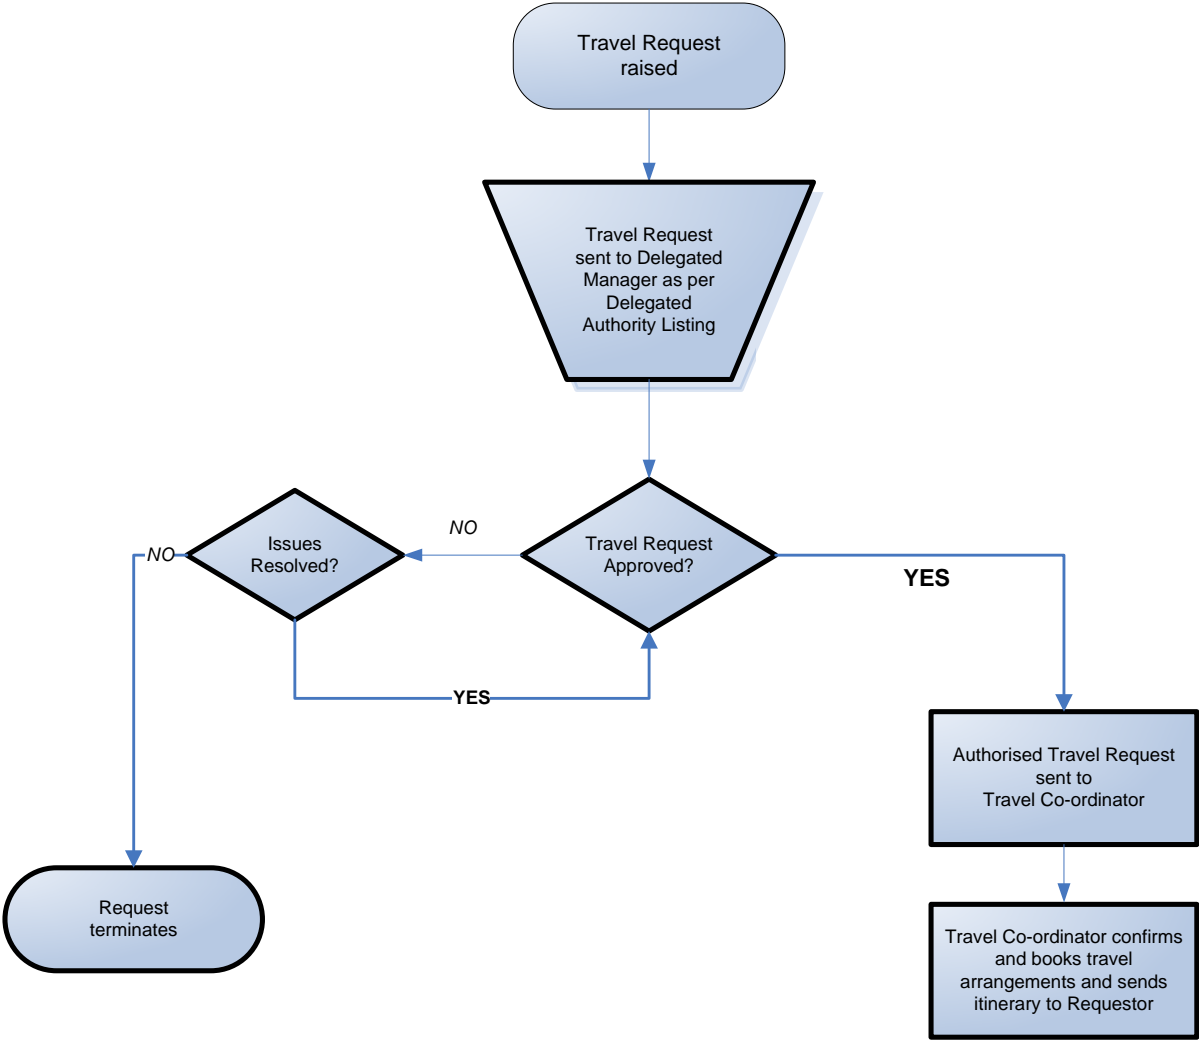 Travel Request
raised
Travel Request
sent to Delegated
Manager as per
Delegated
Authority Listing
NO
Issues
Resolved?
NO
Travel Request
Approved?
YES
YES
Authorised Travel Request
sent to
Travel Co-ordinator
Request
terminates
Travel Co-ordinator confirms
and books travel
arrangements and sends
itinerary to Requestor